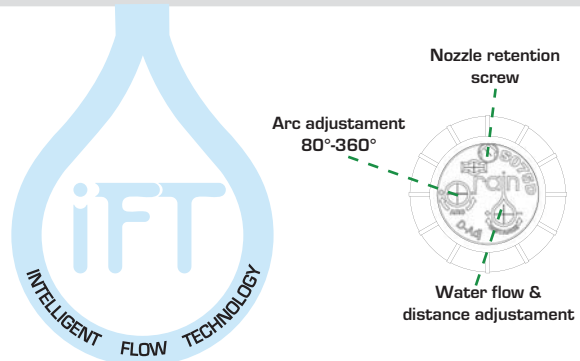 iFT
INTELLIGENT FLOW TECHNOLOGY
Nozzle retention
screw
Arc adjustament
80°-360°
rain
Water flow &
distance adjustament